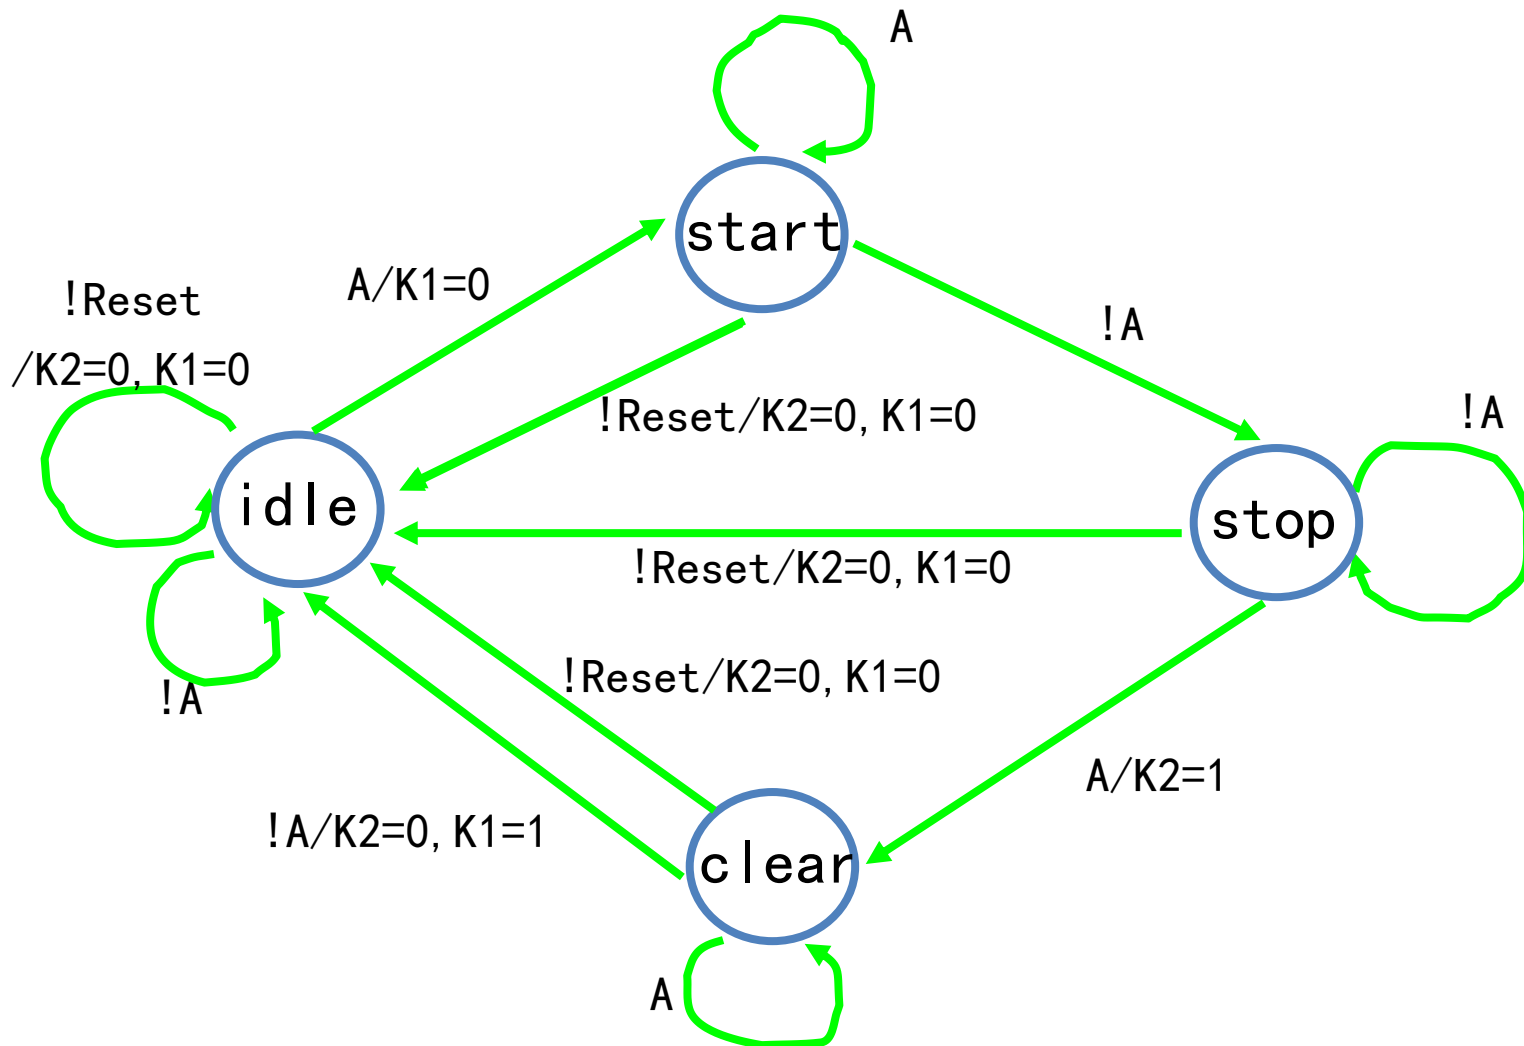 A
start
A/K1=0
!Reset
/K2=0, K1=0
!A
!Reset/K2=0, K1=0
!A
idle
stop
!Reset/K2=0, K1=0
!Reset/K2=0, K1=0
!A
A/K2=1
!A/K2=0, K1=1
clear
A